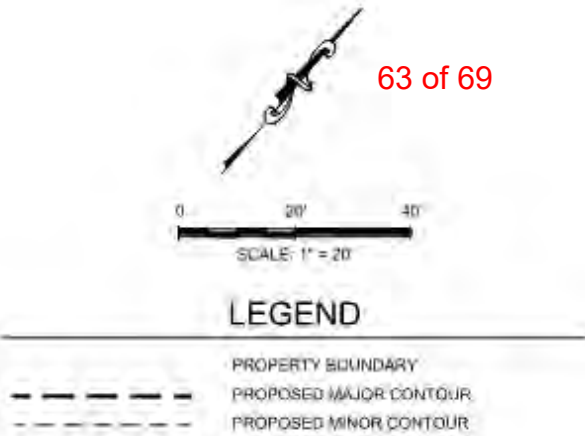 63 of 69
0 20' 40'
SCALE: 1" = 20'
LEGEND
PROPERTY BOUNDARY
PROPOSED MAJOR CONTOUR
PROPOSED MINOR CONTOUR